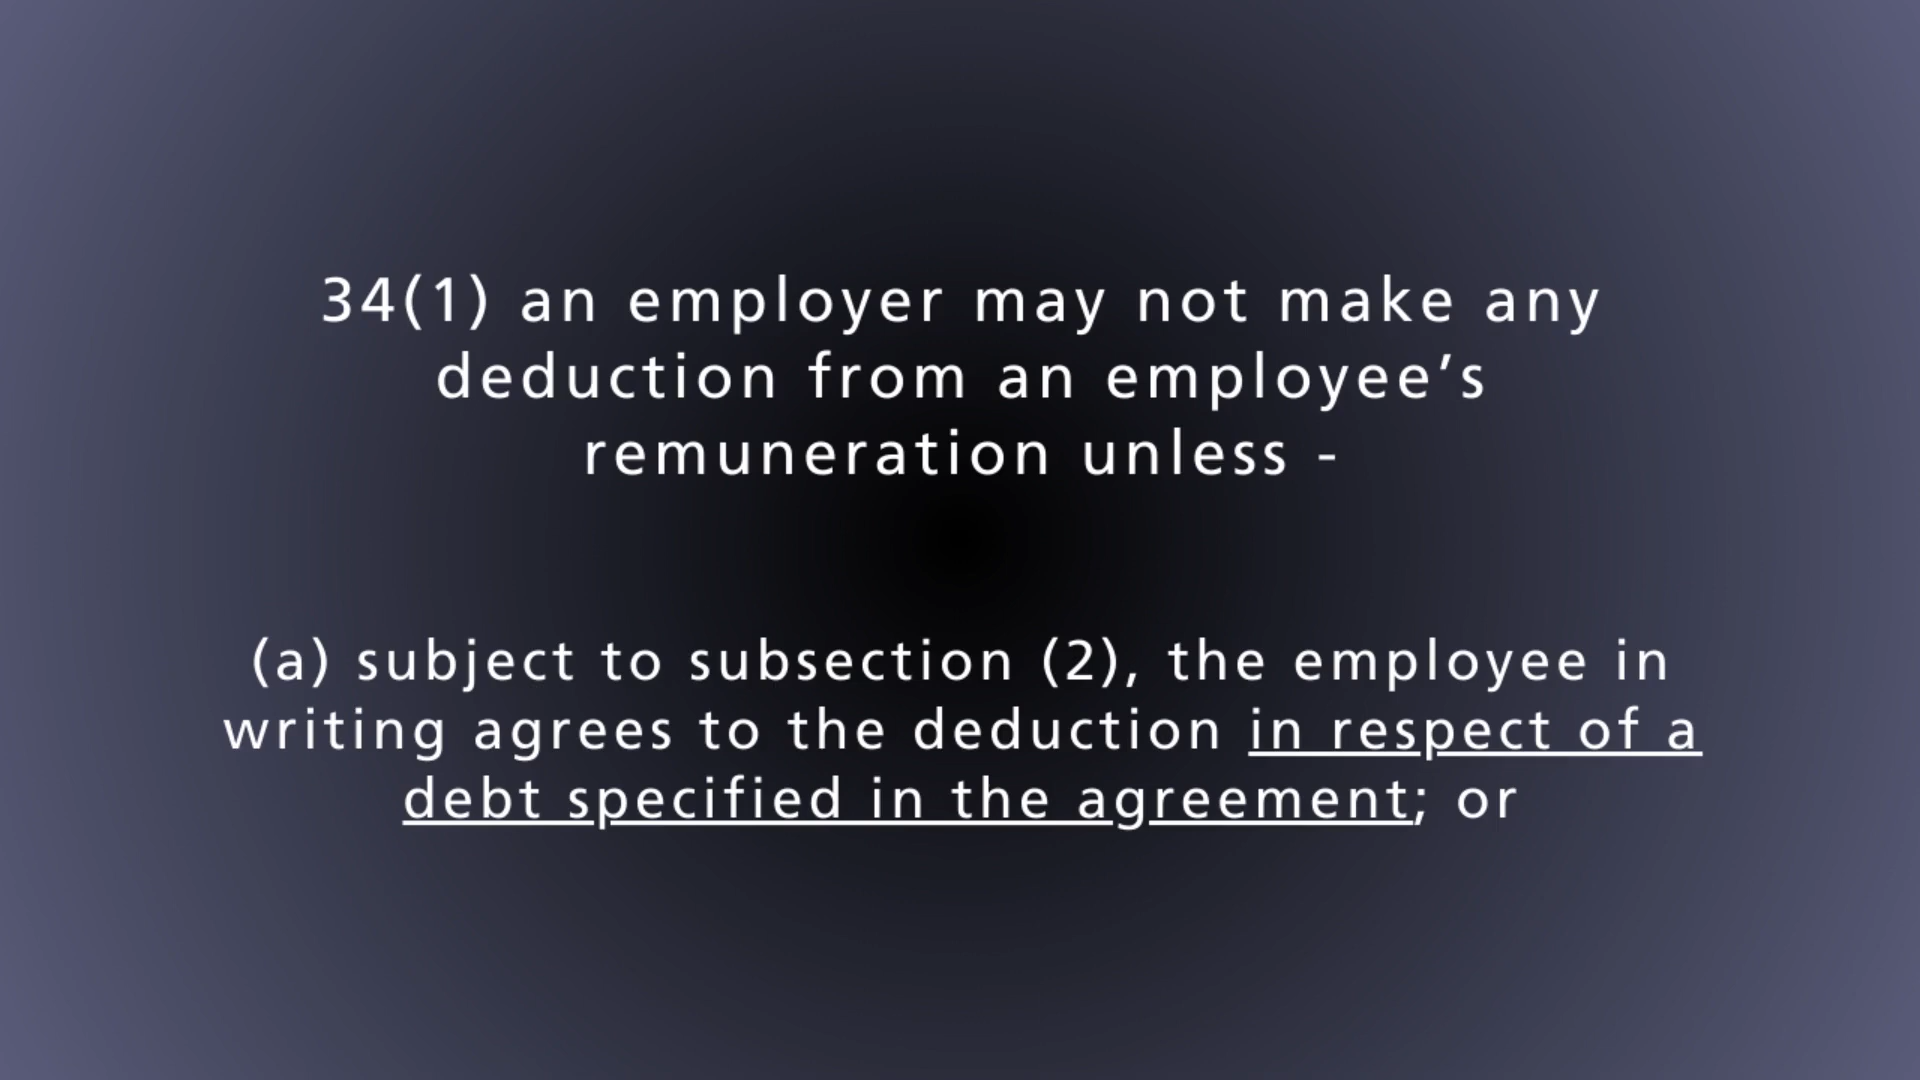 34(1) an employer may not make any
deduction from an employee’s
remuneration unless -
(a) subject to subsection (2), the employee in
writing agrees to the deduction in respect of a
debt specified in the agreement; or